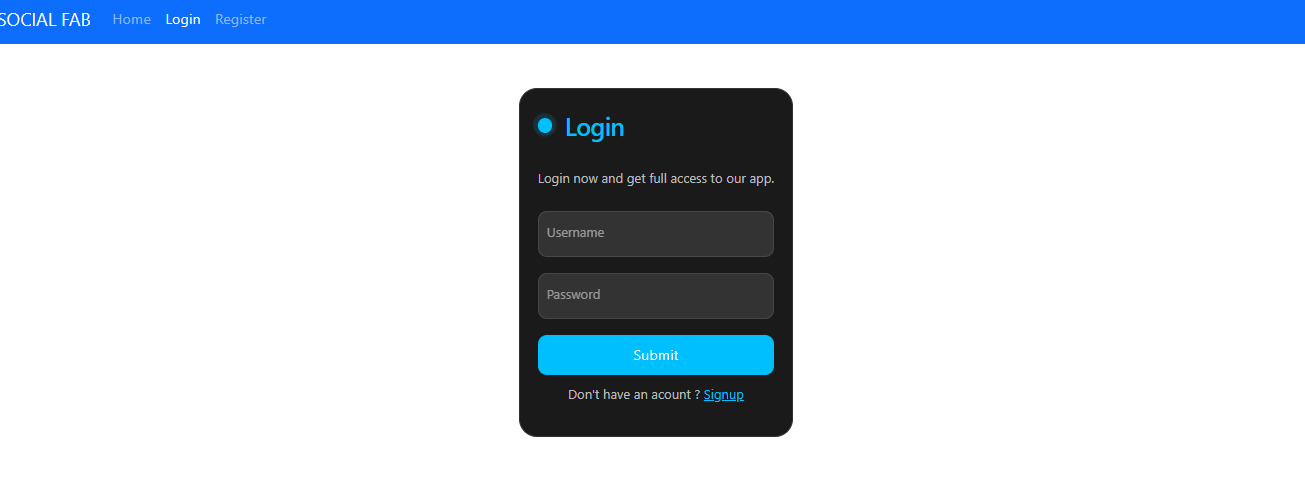 SOCIAL FAB Home Login Register
Login
Login now and get full access to our app.
Username
Password
Submit
Don't have an acount ? Signup